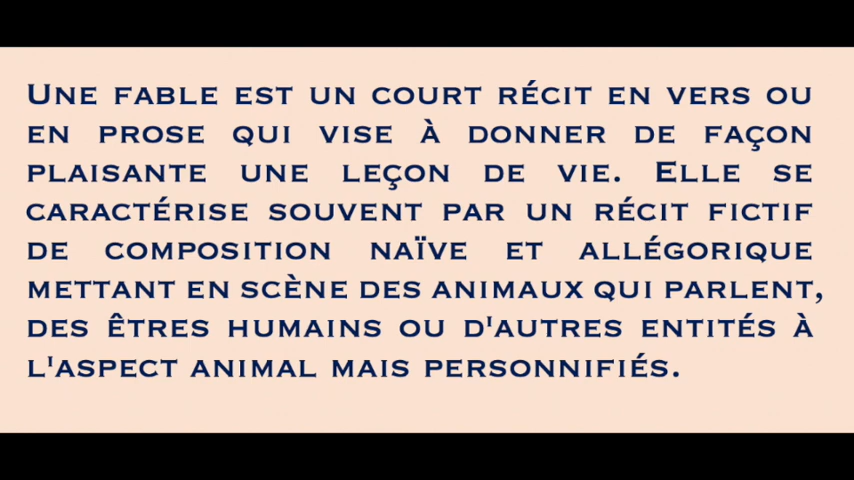 Une fable est un court récit en vers ou
en prose qui vise à donner de façon
plaisante une leçon de vie. Elle se
caractérise souvent par un récit fictif
de composition naïve et allégorique
mettant en scène des animaux qui parlent,
des êtres humains ou d'autres entités à
l'aspect animal mais personnifiés.